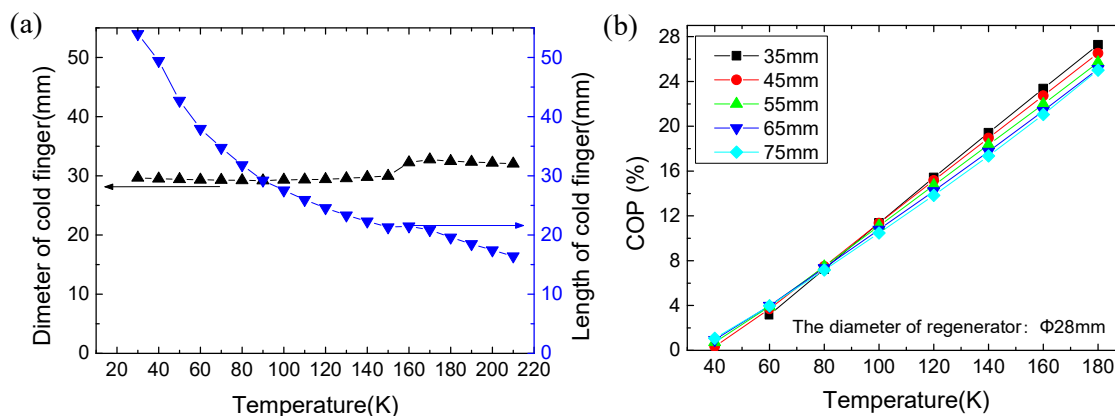 (a)
50
40
30
20
10
0
Dimeter of cold finger(mm)
20 40 60 80 100 120 140 160 180 200 220
Temperature(K)
50
40
30
20
10
0
Length of cold finger(mm)
(b)
28
24
20
16
12
8
4
0
COP (%)
35mm
45mm
55mm
65mm
75mm
The diameter of regenerator: Φ28mm
40 60 80 100 120 140 160 180
Temperature(K)